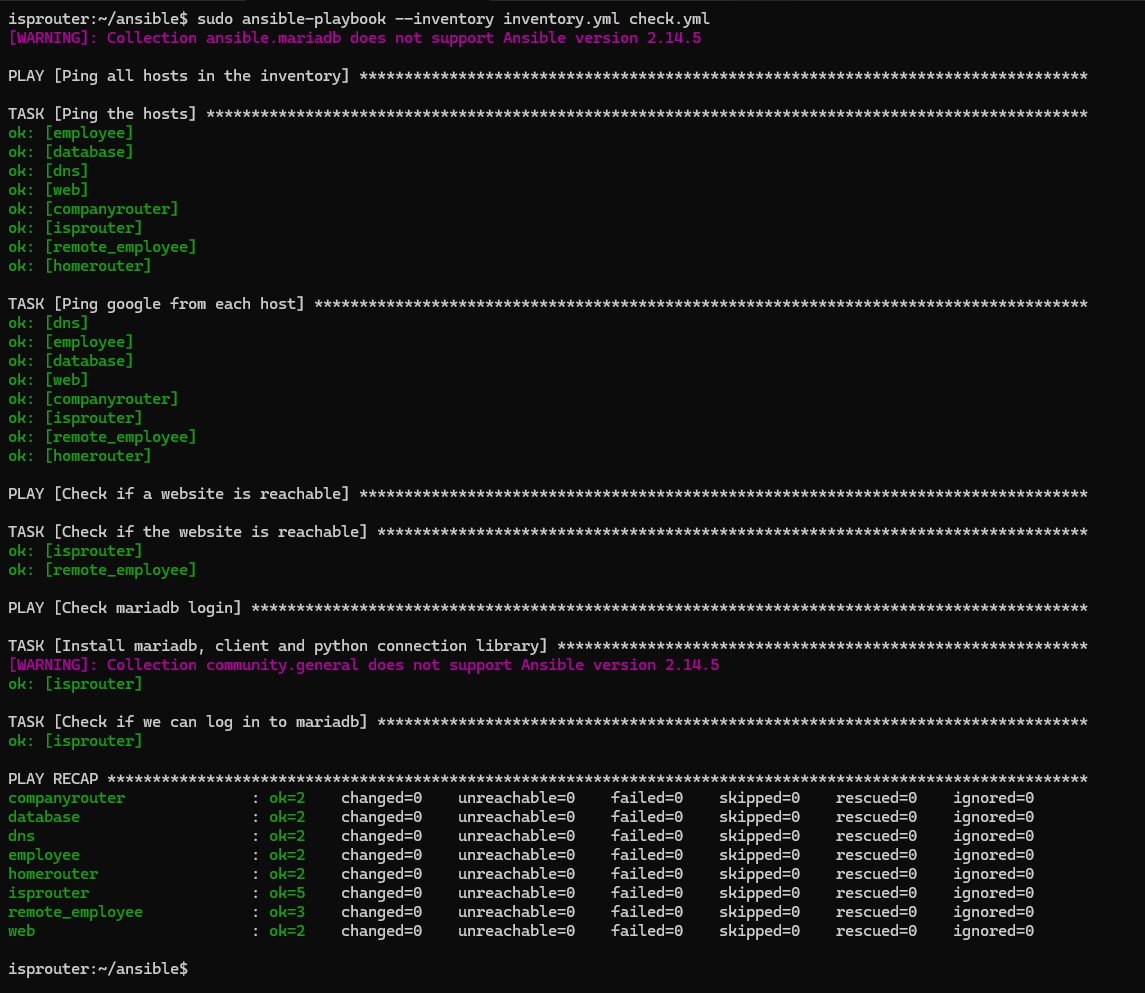 isprouter:~/ansible$ sudo ansible-playbook --inventory inventory.yml check.yml
[WARNING]: Collection ansible.mariadb does not support Ansible version 2.14.5
PLAY [Ping all hosts in the inventory] *********************************************************************************
TASK [Ping the hosts] **************************************************************************************************
ok: [employee]
ok: [database]
ok: [dns]
ok: [web]
ok: [companyrouter]
ok: [isprouter]
ok: [remote_employee]
ok: [homerouter]
TASK [Ping google from each host] **************************************************************************************
ok: [dns]
ok: [employee]
ok: [database]
ok: [web]
ok: [companyrouter]
ok: [isprouter]
ok: [remote_employee]
ok: [homerouter]
PLAY [Check if a website is reachable] *********************************************************************************
TASK [Check if the website is reachable] *******************************************************************************
ok: [isprouter]
ok: [remote_employee]
PLAY [Check mariadb login] *********************************************************************************************
TASK [Install mariadb, client and python connection library] ***********************************************************
[WARNING]: Collection community.general does not support Ansible version 2.14.5
ok: [isprouter]
TASK [Check if we can log in to mariadb] *******************************************************************************
ok: [isprouter]
PLAY RECAP *************************************************************************************************************
companyrouter              : ok=2    changed=0    unreachable=0    failed=0    skipped=0    rescued=0    ignored=0
database                   : ok=2    changed=0    unreachable=0    failed=0    skipped=0    rescued=0    ignored=0
dns                        : ok=2    changed=0    unreachable=0    failed=0    skipped=0    rescued=0    ignored=0
employee                   : ok=2    changed=0    unreachable=0    failed=0    skipped=0    rescued=0    ignored=0
homerouter                 : ok=2    changed=0    unreachable=0    failed=0    skipped=0    rescued=0    ignored=0
isprouter                  : ok=5    changed=0    unreachable=0    failed=0    skipped=0    rescued=0    ignored=0
remote_employee            : ok=3    changed=0    unreachable=0    failed=0    skipped=0    rescued=0    ignored=0
web                        : ok=2    changed=0    unreachable=0    failed=0    skipped=0    rescued=0    ignored=0
isprouter:~/ansible$